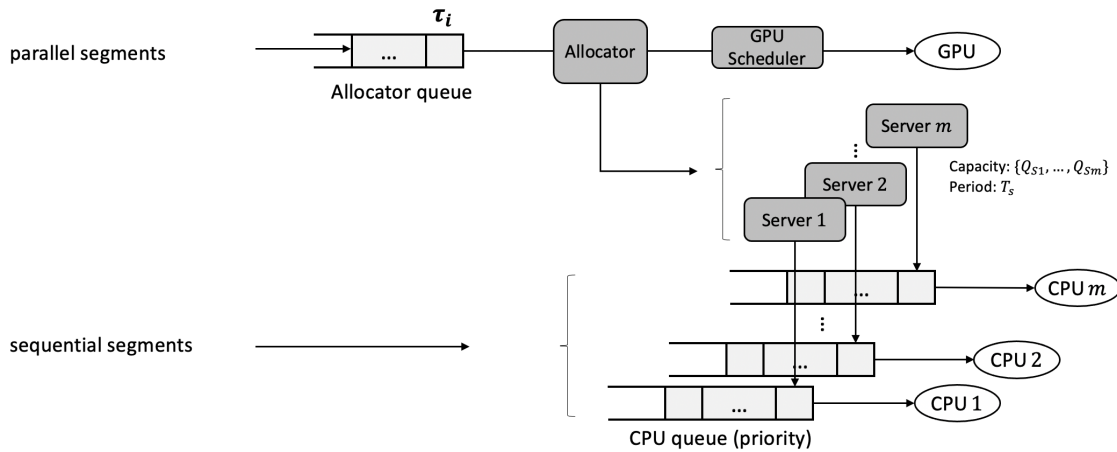 τᵢ
parallel segments
...
Allocator
GPU
Scheduler
GPU
Allocator queue
Server m
...
Capacity: {Q_S1, ..., Q_Sm}
Period: T_s
Server 2
Server 1
...
CPU m
...
sequential segments
...
CPU 2
...
CPU 1
CPU queue (priority)